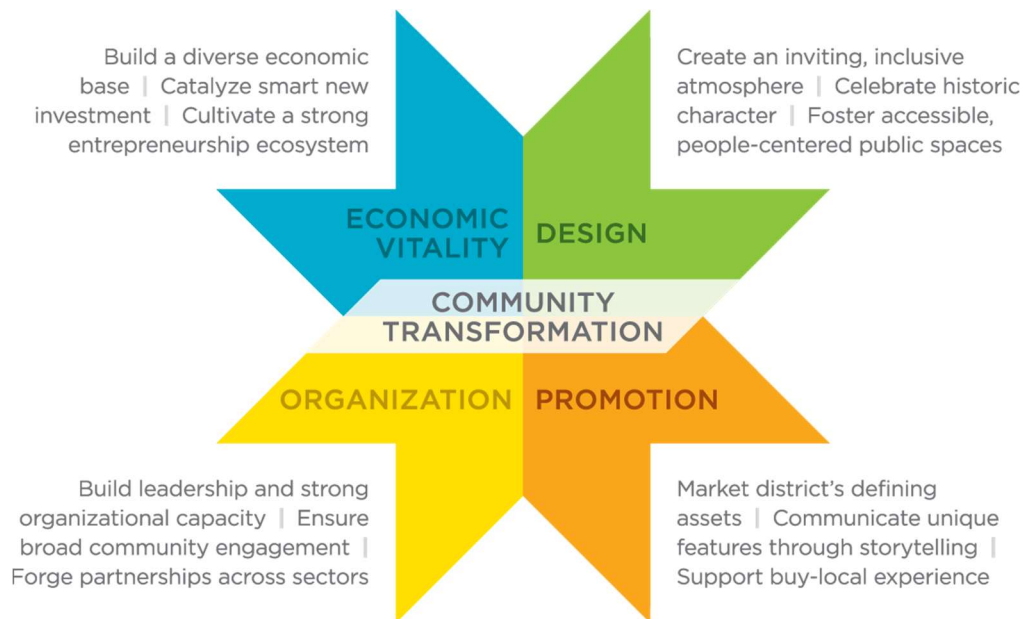 Build a diverse economic
base | Catalyze smart new
investment | Cultivate a strong
entrepreneurship ecosystem
Create an inviting, inclusive
atmosphere | Celebrate historic
character | Foster accessible,
people-centered public spaces
ECONOMIC
VITALITY
DESIGN
COMMUNITY
TRANSFORMATION
ORGANIZATION
PROMOTION
Build leadership and strong
organizational capacity | Ensure
broad community engagement |
Forge partnerships across sectors
Market district’s defining
assets | Communicate unique
features through storytelling |
Support buy-local experience